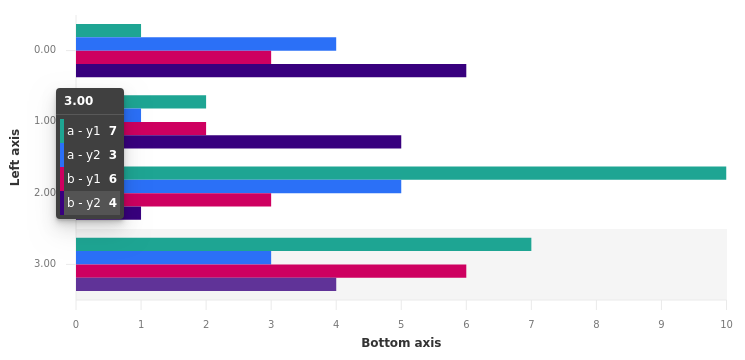 0.00
3.00
1.00
a - y1 7
a - y2 3
b - y1 6
2.00
b - y2 4
Left axis
3.00
0 1 2 3 4 5 6 7 8 9 10
Bottom axis